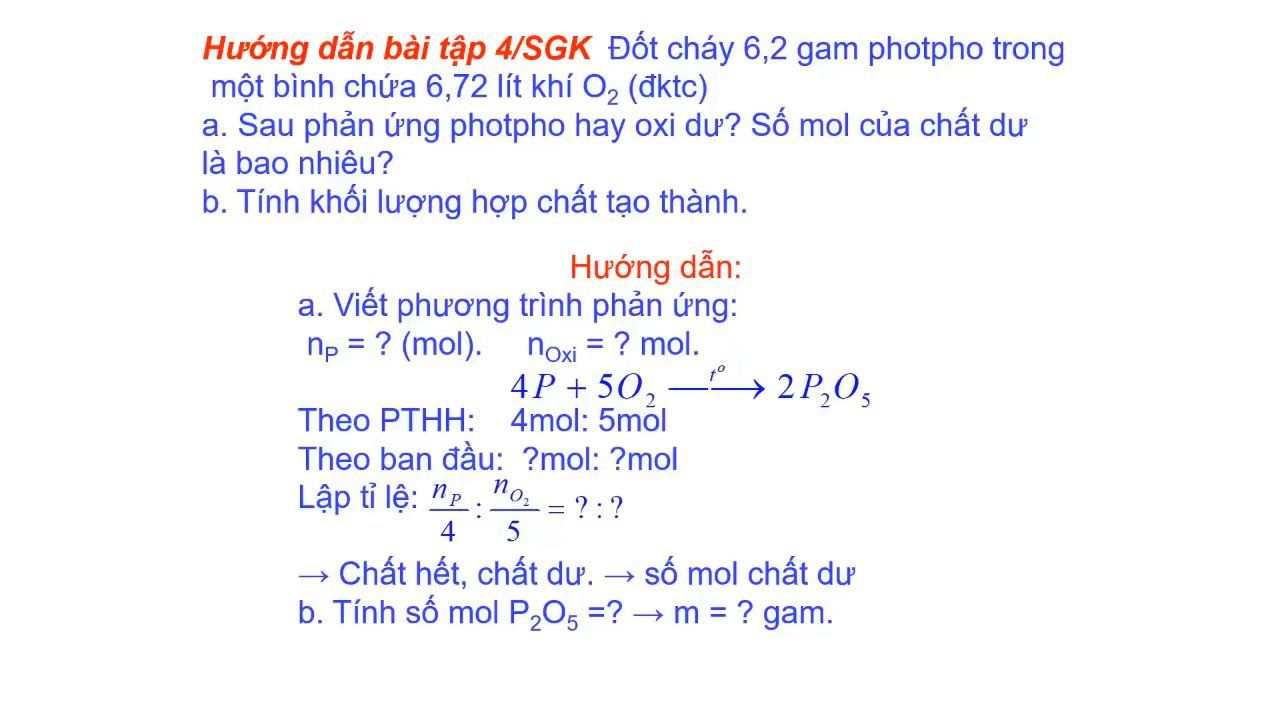 Hướng dẫn bài tập 4/SGK Đốt cháy 6,2 gam photpho trong
một bình chứa 6,72 lít khí O₂ (đktc)
a. Sau phản ứng photpho hay oxi dư? Số mol của chất dư
là bao nhiêu?
b. Tính khối lượng hợp chất tạo thành.
Hướng dẫn:
a. Viết phương trình phản ứng:
n_P = ? (mol). n_Oxi = ? mol.
4P + 5O₂ —t°→ 2P₂O₅
Theo PTHH: 4mol: 5mol
Theo ban đầu: ?mol: ?mol
Lập tỉ lệ: n_P/4 : n_O₂/5 = ? : ?
→ Chất hết, chất dư. → số mol chất dư
b. Tính số mol P₂O₅ =? → m = ? gam.